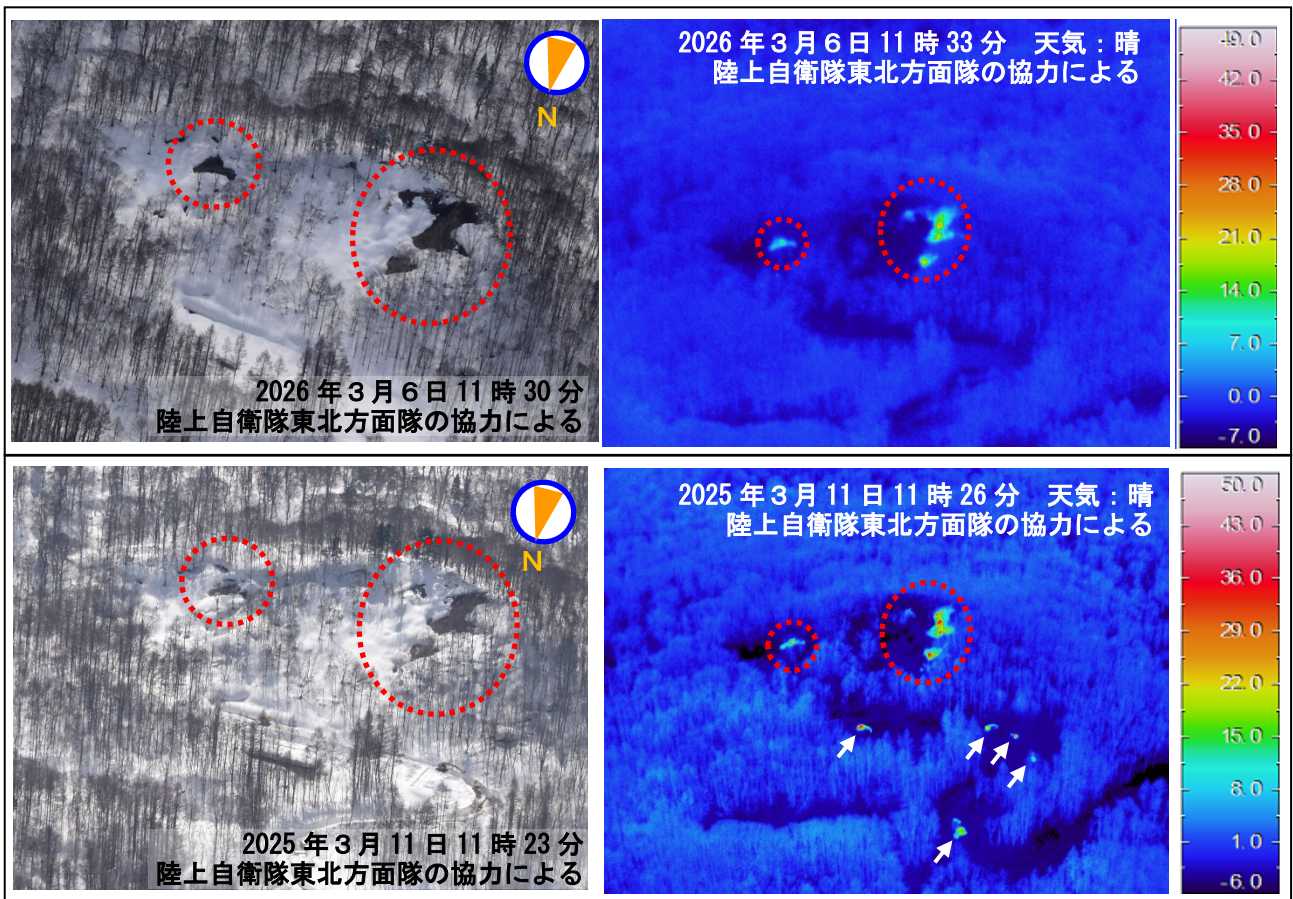 N
2026年３月６日11時30分
陸上自衛隊東北方面隊の協力による
2026年３月６日11時33分　天気：晴
陸上自衛隊東北方面隊の協力による
49.0
42.0
35.0
28.0
21.0
14.0
7.0
0.0
-7.0
N
2025年３月11日11時23分
陸上自衛隊東北方面隊の協力による
2025年３月11日11時26分　天気：晴
陸上自衛隊東北方面隊の協力による
50.0
43.0
36.0
29.0
22.0
15.0
8.0
1.0
-6.0